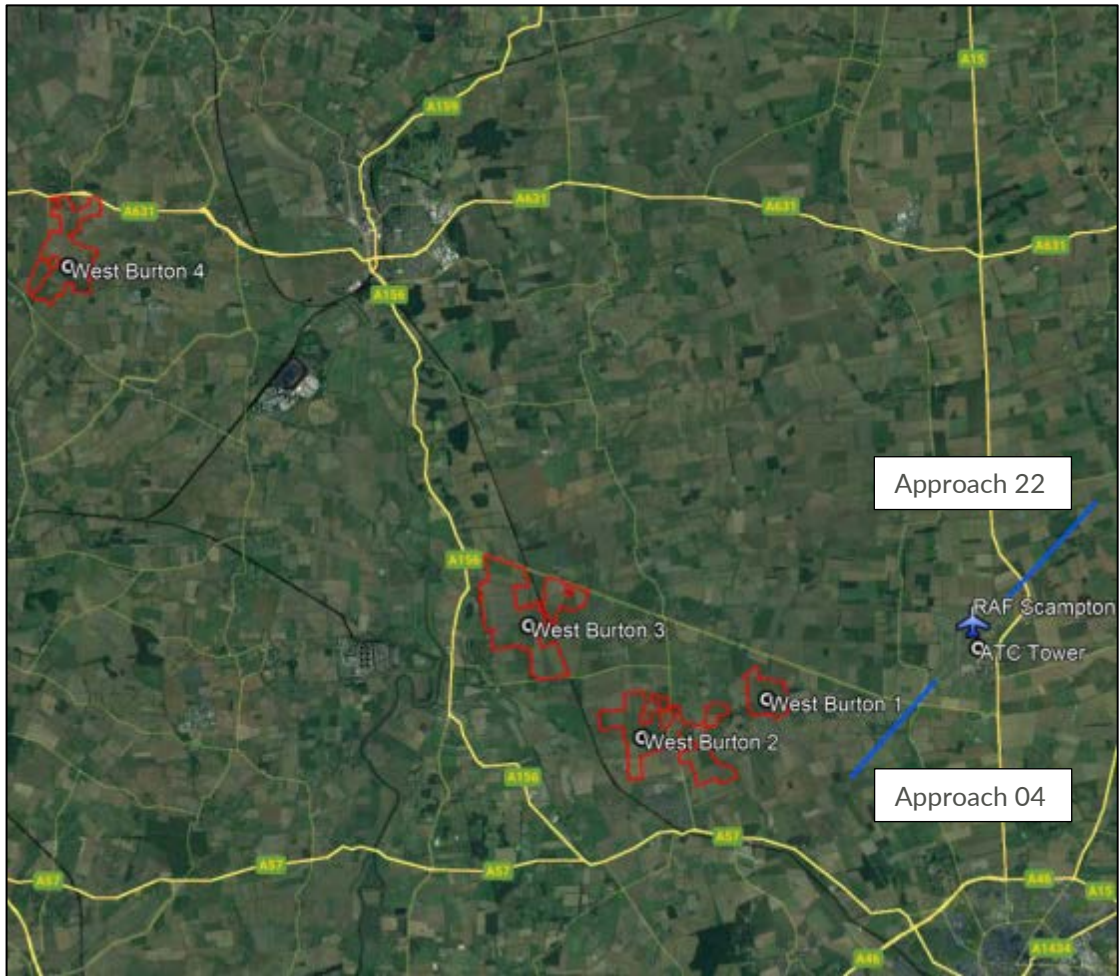 A15
A159
A631
A631
A631
A631
West Burton 4
A156
Approach 22
A156
RAF Scampton
West Burton 3
ATC Tower
West Burton 1
West Burton 2
A156
Approach 04
A57
A57
A57
A57
A46
A15
A46
A1434